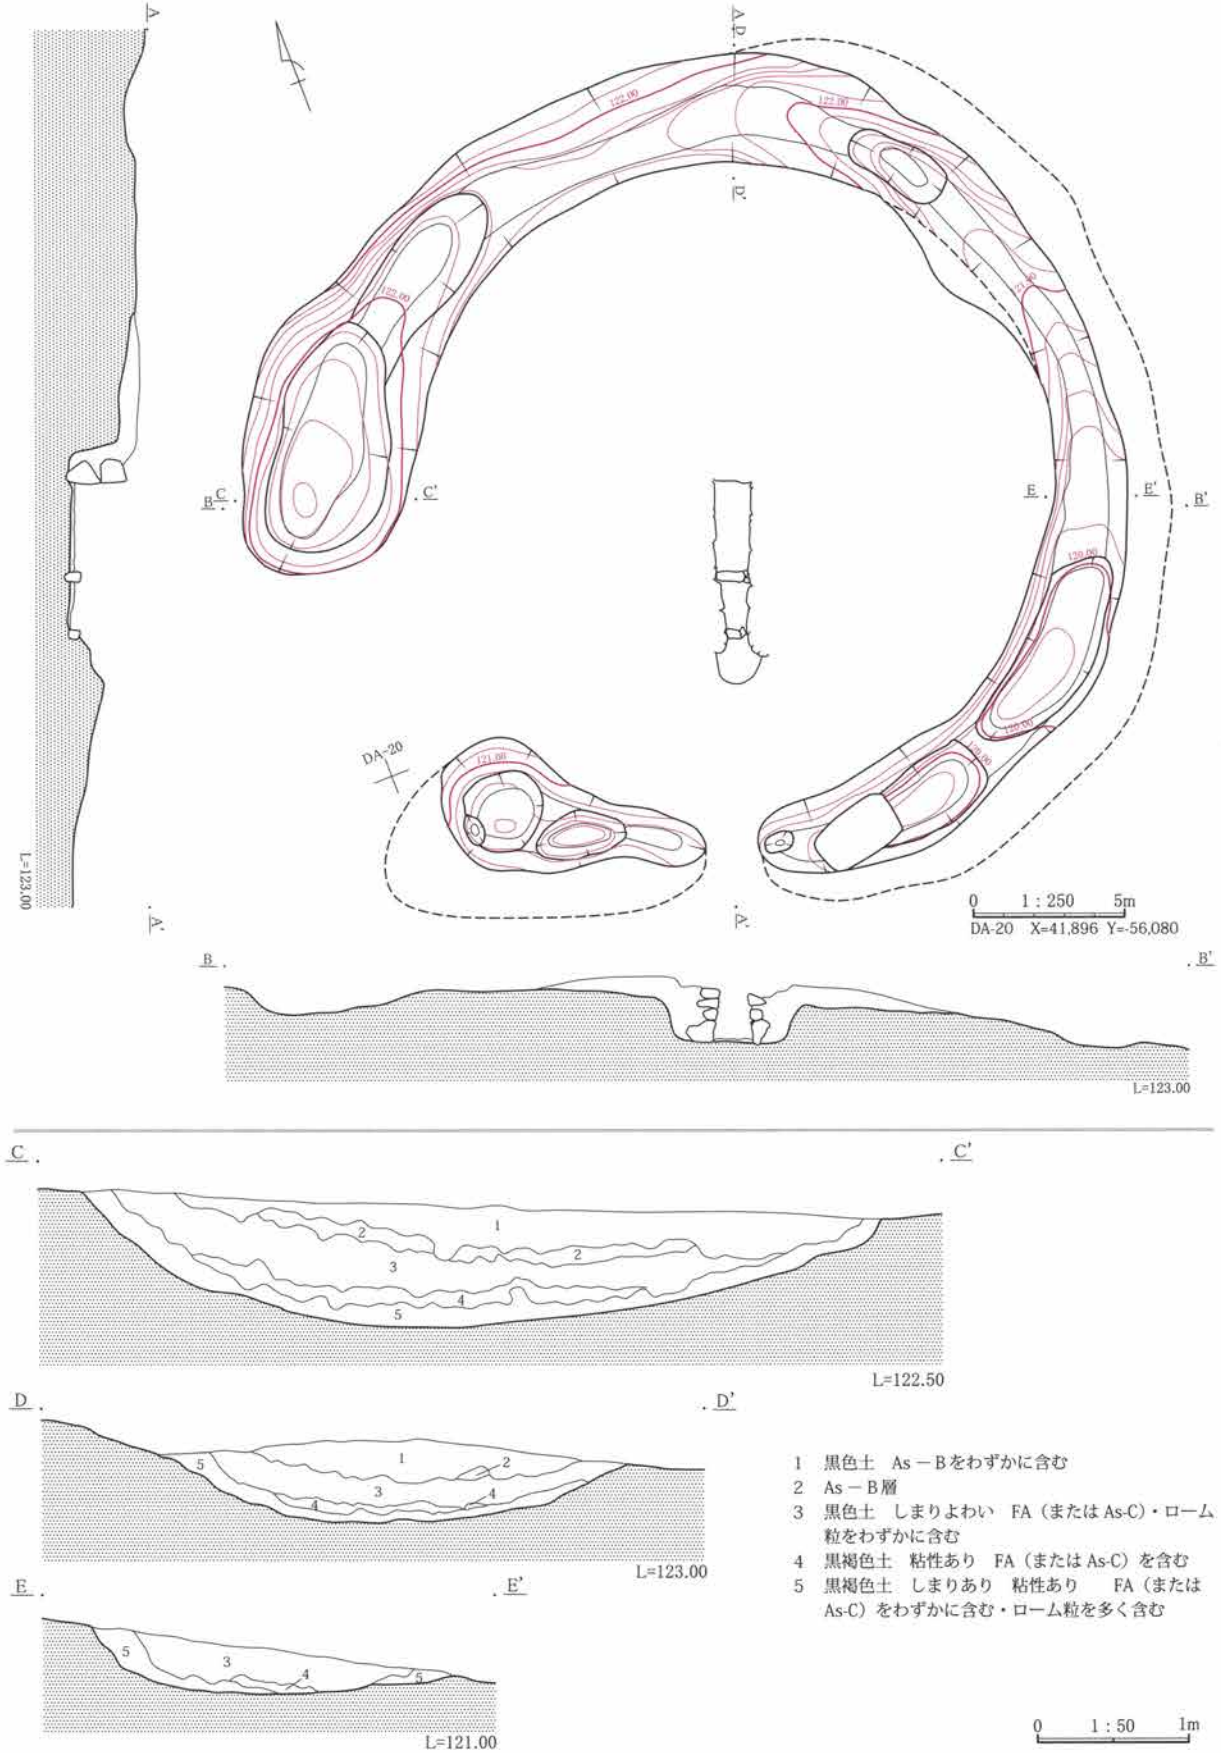 A
A D
122.00
122.00
D'
121.00
122.00
B C
C'
E
E'
B'
120.00
120.00
120.00
DA-20
121.00
L=123.00
A'
A'
0 1 : 250 5m
DA-20 X=41,896 Y=-56,080
B
B'
L=123.00
C
C'
1
2
2
3
4
5
L=122.50
D
D'
1
2
5
3
4
4
L=123.00
E
E'
5
3
4
5
L=121.00
1 黒色土 As－Bをわずかに含む
2 As－B層
3 黒色土 しまりよわい FA（または As-C）・ローム
粒をわずかに含む
4 黒褐色土 粘性あり FA（または As-C）を含む
5 黒褐色土 しまりあり 粘性あり FA（または
As-C）をわずかに含む・ローム粒を多く含む
0 1 : 50 1m